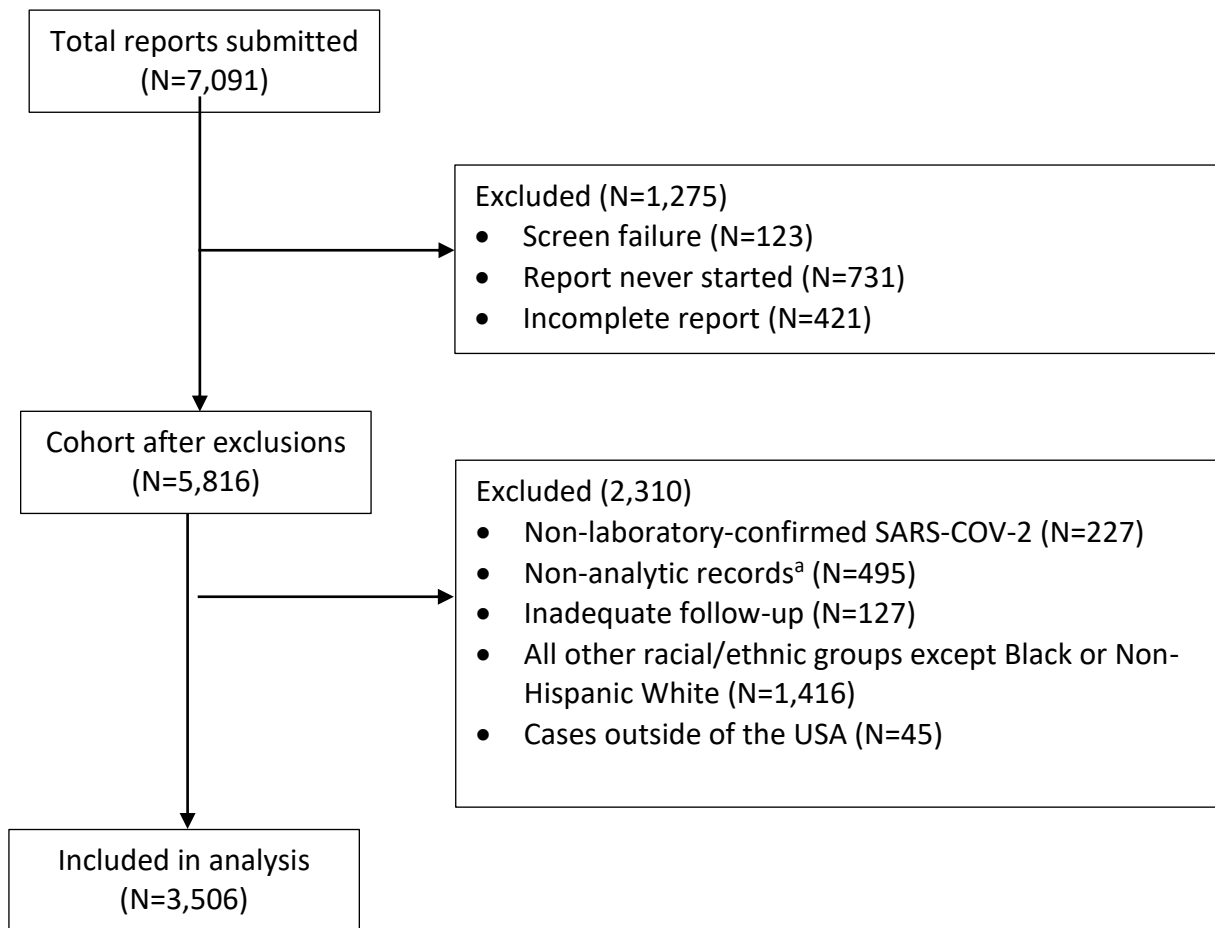 Total reports submitted
(N=7,091)
Excluded (N=1,275)
• Screen failure (N=123)
• Report never started (N=731)
• Incomplete report (N=421)
Cohort after exclusions
(N=5,816)
Excluded (2,310)
• Non-laboratory-confirmed SARS-COV-2 (N=227)
• Non-analytic recordsᵃ (N=495)
• Inadequate follow-up (N=127)
• All other racial/ethnic groups except Black or Non-
Hispanic White (N=1,416)
• Cases outside of the USA (N=45)
Included in analysis
(N=3,506)